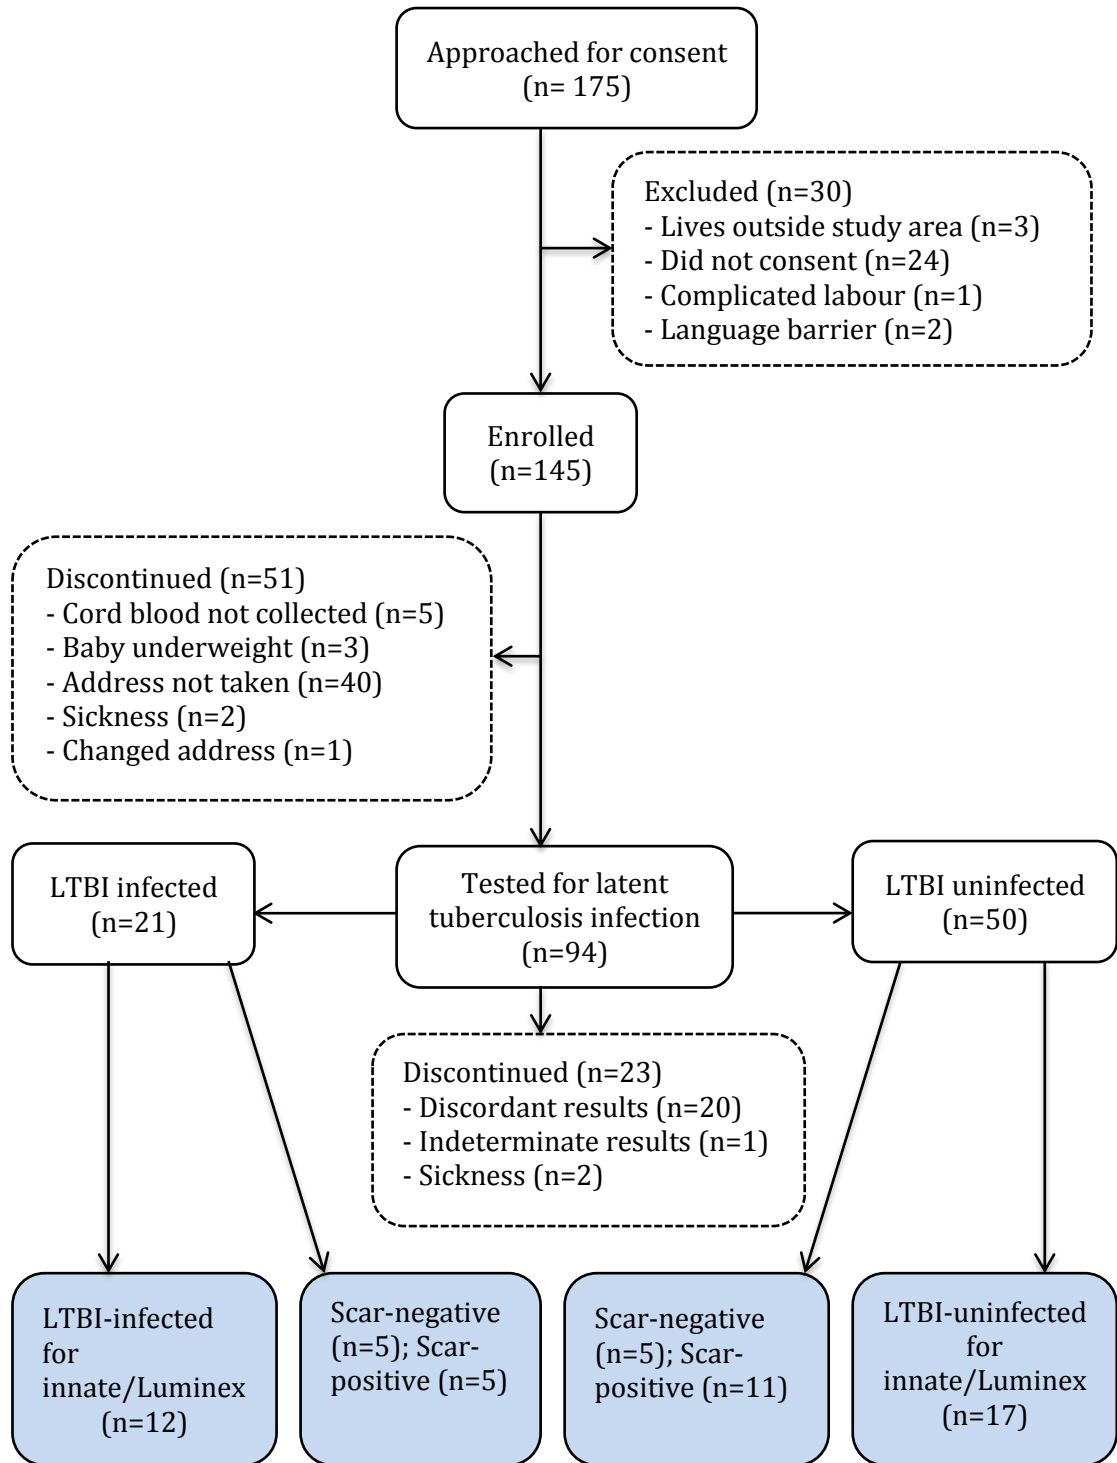 Approached for consent
(n= 175)
Excluded (n=30)
- Lives outside study area (n=3)
- Did not consent (n=24)
- Complicated labour (n=1)
- Language barrier (n=2)
Enrolled
(n=145)
Discontinued (n=51)
- Cord blood not collected (n=5)
- Baby underweight (n=3)
- Address not taken (n=40)
- Sickness (n=2)
- Changed address (n=1)
LTBI infected
(n=21)
Tested for latent
tuberculosis infection
(n=94)
LTBI uninfected
(n=50)
Discontinued (n=23)
- Discordant results (n=20)
- Indeterminate results (n=1)
- Sickness (n=2)
LTBI-infected
for
innate/Luminex
(n=12)
Scar-negative
(n=5); Scar-
positive (n=5)
Scar-negative
(n=5); Scar-
positive (n=11)
LTBI-uninfected
for
innate/Luminex
(n=17)